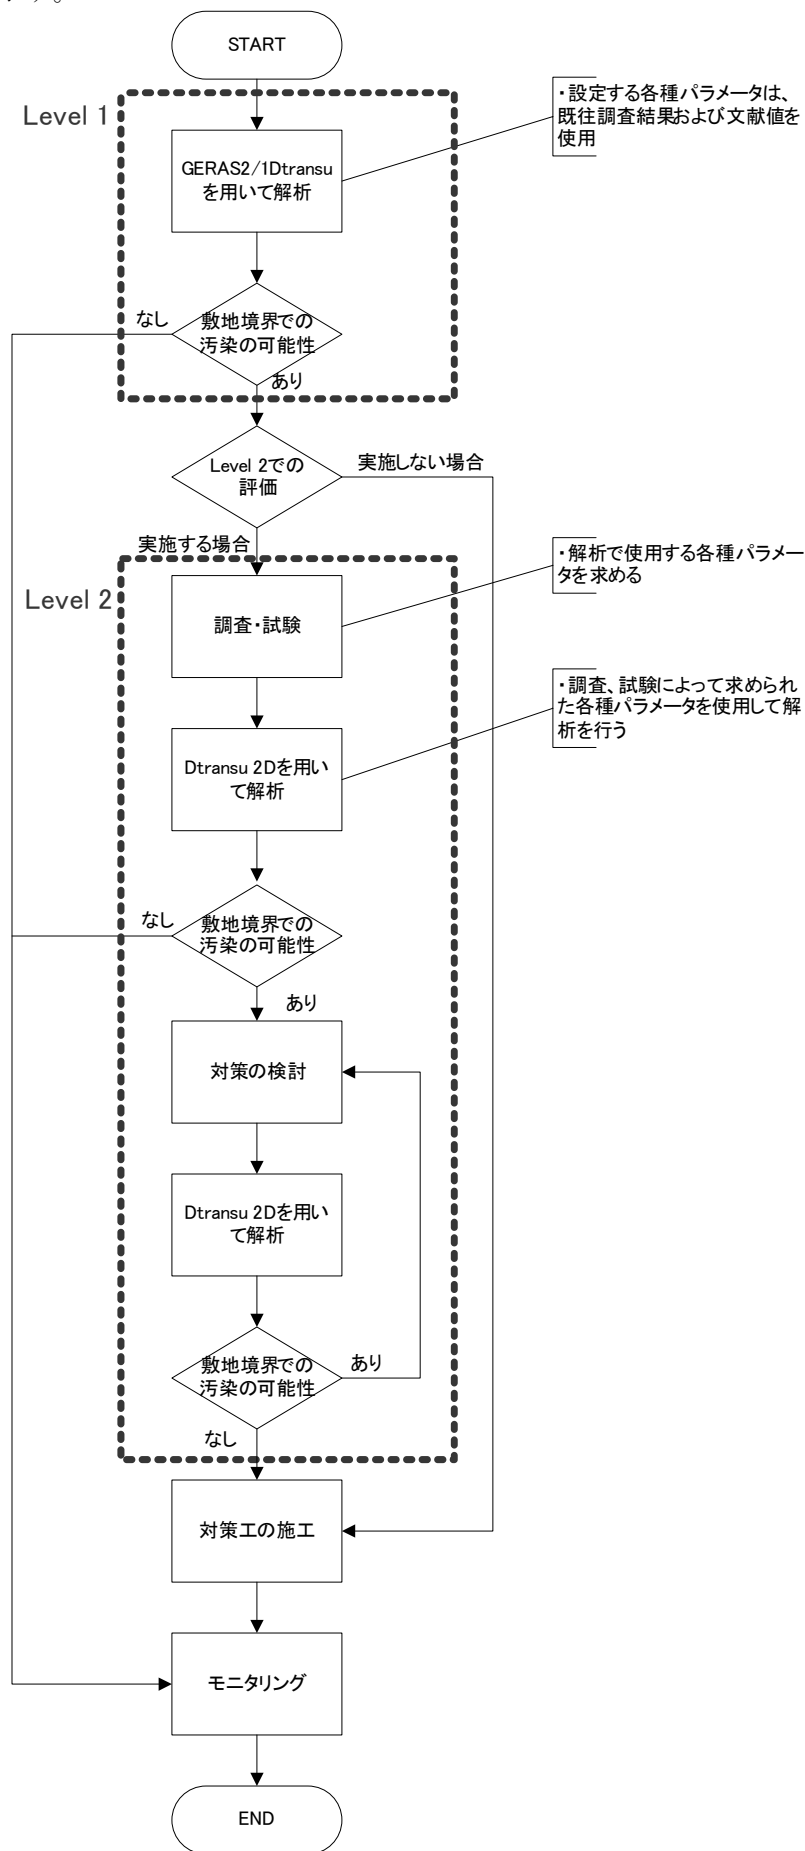 す。
START
Level 1
・設定する各種パラメータは、
既往調査結果および文献値を
使用
GERAS2/1Dtransu
を用いて解析
なし
敷地境界での
汚染の可能性
あり
Level 2での
評価
実施しない場合
実施する場合
・解析で使用する各種パラメー
タを求める
Level 2
調査・試験
・調査、試験によって求められ
た各種パラメータを使用して解
析を行う
Dtransu 2Dを用い
て解析
なし
敷地境界での
汚染の可能性
あり
対策の検討
Dtransu 2Dを用い
て解析
敷地境界での
汚染の可能性
あり
なし
対策工の施工
モニタリング
END